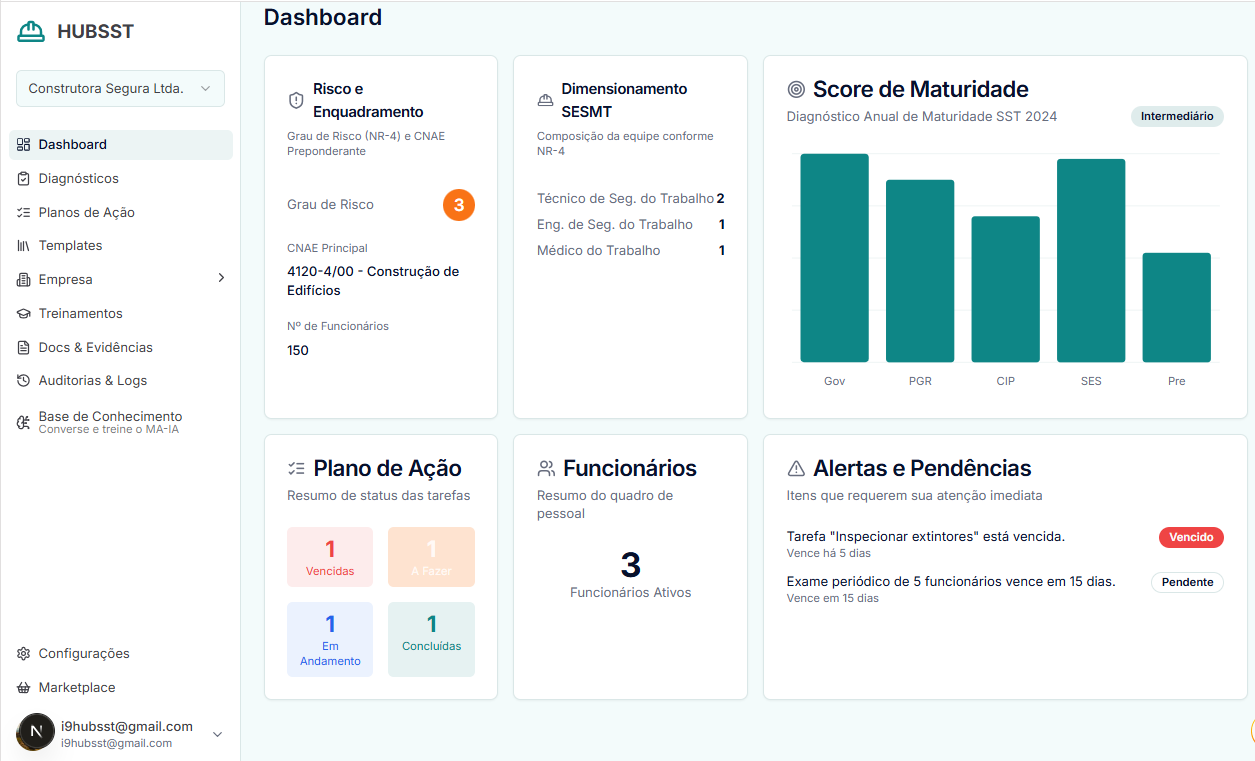 HUBSST
Construtora Segura Ltda.
Dashboard
Diagnósticos
Planos de Ação
Templates
Empresa
Treinamentos
Docs & Evidências
Auditorias & Logs
Base de Conhecimento
Converse e treine o MA-IA
Configurações
Marketplace
N
i9hubsst@gmail.com
i9hubsst@gmail.com
Dashboard
Risco e
Enquadramento
Grau de Risco (NR-4) e CNAE
Preponderante
Grau de Risco 3
CNAE Principal
4120-4/00 - Construção de
Edifícios
Nº de Funcionários
150
Dimensionamento
SESMT
Composição da equipe conforme
NR-4
Técnico de Seg. do Trabalho 2
Eng. de Seg. do Trabalho 1
Médico do Trabalho 1
Score de Maturidade
Diagnóstico Anual de Maturidade SST 2024
Intermediário
Gov PGR CIP SES Pre
Plano de Ação
Resumo de status das tarefas
1
Vencidas
1
A Fazer
1
Em
Andamento
1
Concluídas
Funcionários
Resumo do quadro de
pessoal
3
Funcionários Ativos
Alertas e Pendências
Itens que requerem sua atenção imediata
Tarefa "Inspecionar extintores" está vencida.
Vence há 5 dias
Vencido
Exame periódico de 5 funcionários vence em 15 dias.
Vence em 15 dias
Pendente